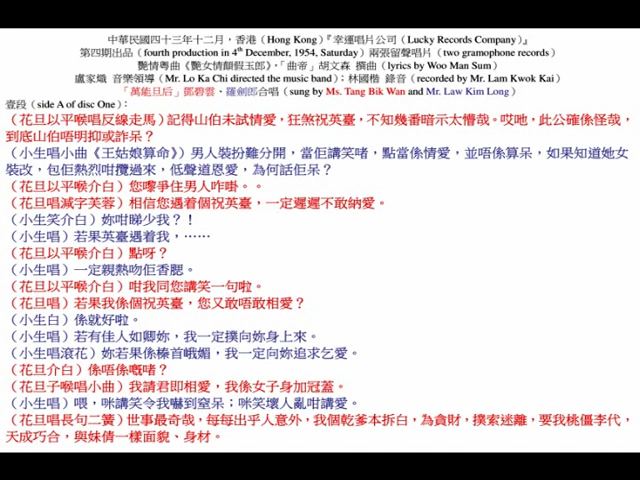 中華民國四十三年十二月，香港（Hong Kong）『幸運唱片公司（Lucky Records Company）』
第四期出品（fourth production in 4th December, 1954, Saturday）兩張留聲唱片（two gramophone records）
艷情粵曲《艷女情顛假玉郎》，「曲帝」胡文森 撰曲（lyrics by Woo Man Sum）
盧家熾 音樂領導（Mr. Lo Ka Chi directed the music band）；林國楷 錄音（recorded by Mr. Lam Kwok Kai）
「萬能旦后」鄧碧雲、羅劍郎合唱（sung by Ms. Tang Bik Wan and Mr. Law Kim Long）
壹段（side A of disc One）：
（花旦以平喉唱反線走馬）記得山伯未試情愛，狂煞祝英臺，不知幾番暗示太懵哉。哎吔，此公確係怪哉，
到底山伯唔明抑或詐呆？
（小生唱小曲《王姑娘算命》）男人裝扮難分開，當佢講笑啫，點當係情愛，並唔係算呆，如果知道她女
裝改，包佢熱烈咁攬過來，低聲道恩愛，為何話佢呆？
（花旦以平喉介白）您嚟爭住男人咋喎。。
（花旦唱減字芙蓉）相信您遇着個祝英臺，一定遲遲不敢納愛。
（小生笑介白）妳咁睇少我？！
（小生唱）若果英臺遇着我，……
（花旦以平喉介白）點呀？
（小生唱）一定親熱吻佢香腮。
（花旦以平喉介白）咁我同您講笑一句啦。
（花旦唱）若果我係個祝英臺，您又敢唔敢相愛？
（小生白）係就好啦。
（小生唱）若有佳人如卿妳，我一定撲向妳身上來。
（小生唱滾花）妳若果係榛首峨媚，我一定向妳追求乞愛。
（花旦介白）係唔係嘅啫？
（花旦子喉唱小曲）我請君即相愛，我係女子身加冠蓋。
（小生唱）喂，咪講笑令我嚇到窒呆；咪笑壞人亂咁講愛。
（花旦唱長句二簧）世事最奇哉，每每出乎人意外，我個乾爹本拆白，為貪財，撲索迷離，要我桃僵李代，
天成巧合，與妹倩一樣面貌、身材。